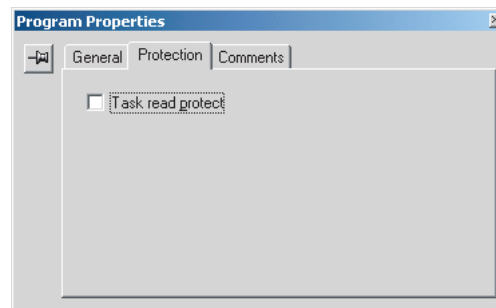 Program Properties
General Protection Comments
Task read protect